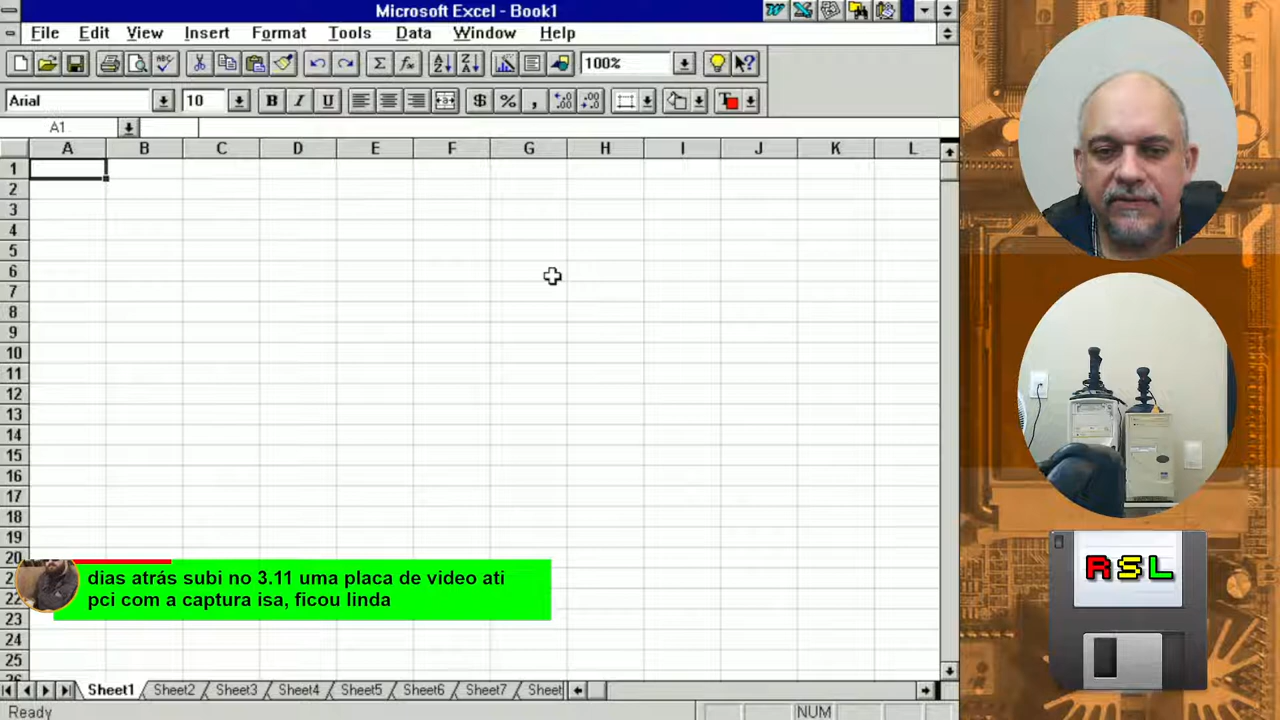 Microsoft Excel - Book1
File Edit View Insert Format Tools Data Window Help
100%
Arial 10 B I U $ % ,
A1
A B C D E F G H I J K L
1
2
3
4
5
6
7
8
9
10
11
12
13
14
15
16
17
18
19
20
22
23
24
25
dias atrás subi no 3.11 uma placa de video ati
pci com a captura isa, ficou linda
Sheet1 Sheet2 Sheet3 Sheet4 Sheet5 Sheet6 Sheet7 Sheet
Ready NUM
RSL